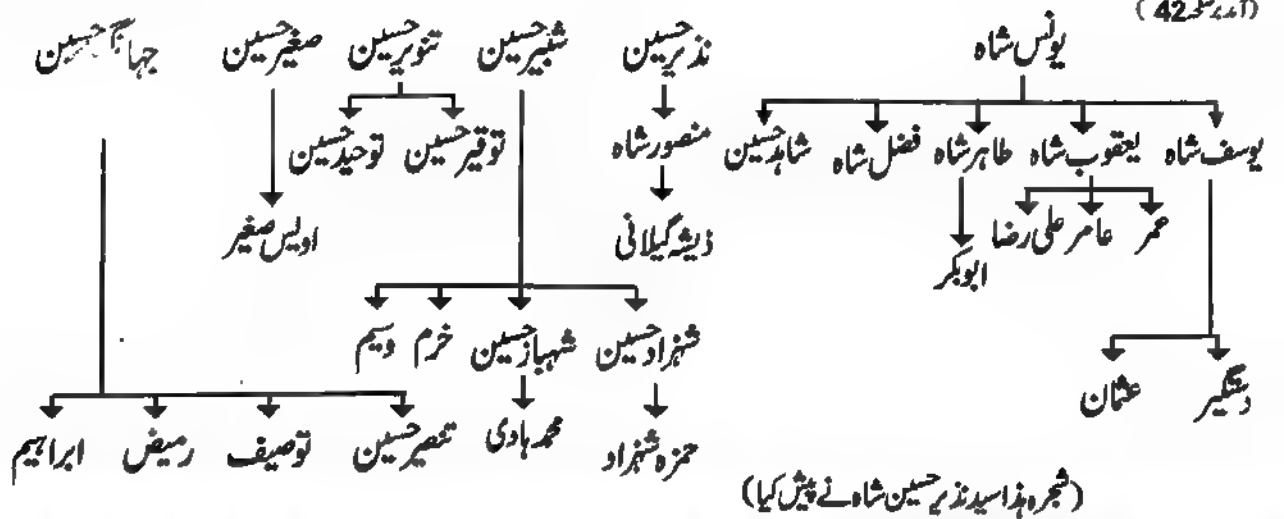 (آمدہ صفحہ 42)
یونس شاہ نذیر حسین شبیر حسین تنویر حسین صغیر حسین حسین
یوسف شاہ یعقوب شاہ طاہر شاہ فضل شاہ شاہد حسین منصور شاہ توقیر حسین توحید حسین
عمر عامر علی رضا ابوبکر ذیشہ گیلانی اویس صغیر
دستگیر عثمان شہزاد حسین شہباز حسین خرم وسیم
حمزہ شہزاد محمد ہادی تنصیر حسین توصیف رمیض ابراہیم
(شجرہ ہذا سید نذیر حسین شاہ نے پیش کیا)